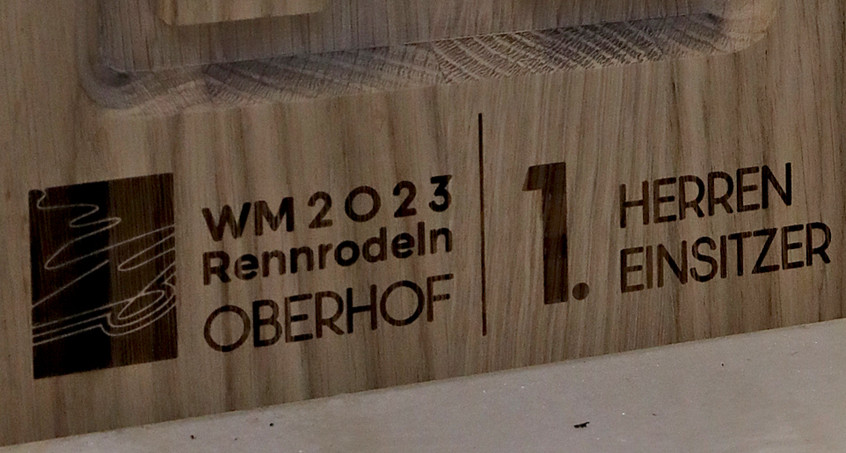 WM 2023
Rennrodeln
OBERHOF
1.
HERREN
EINSITZER